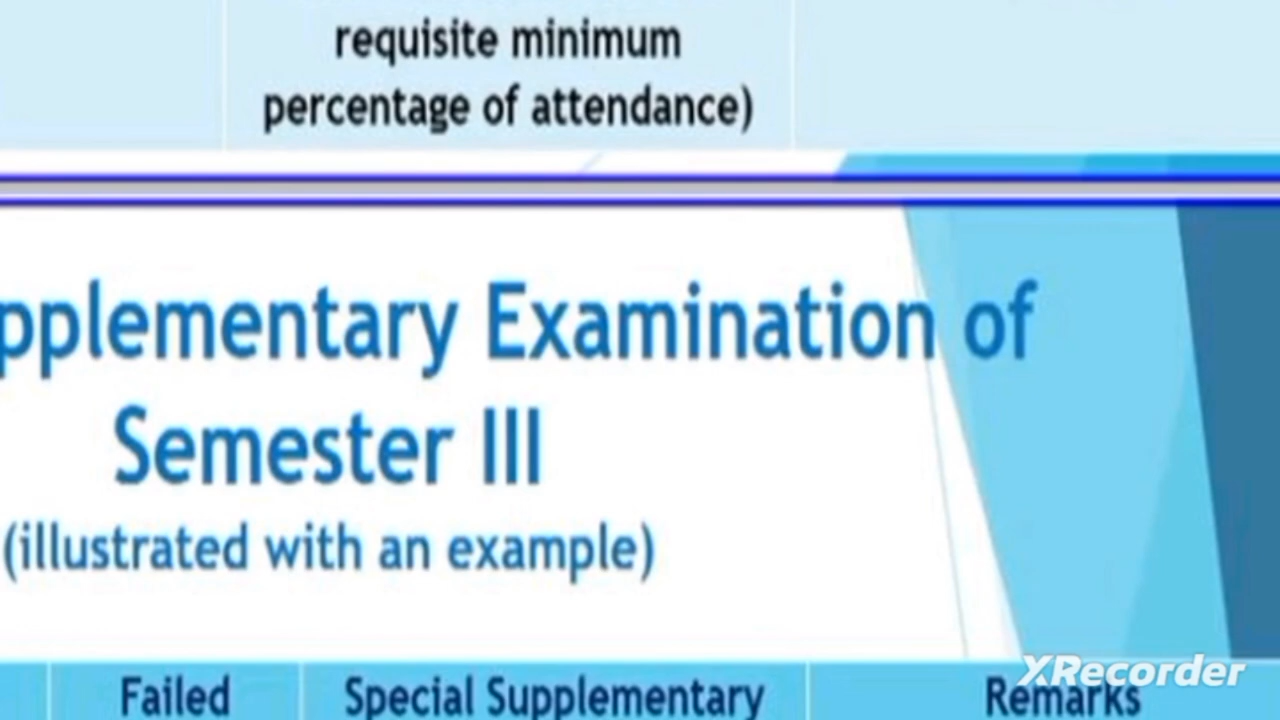 requisite minimum
percentage of attendance)
pplementary Examination of
Semester III
(illustrated with an example)
Failed
Special Supplementary
Remarks
XRecorder